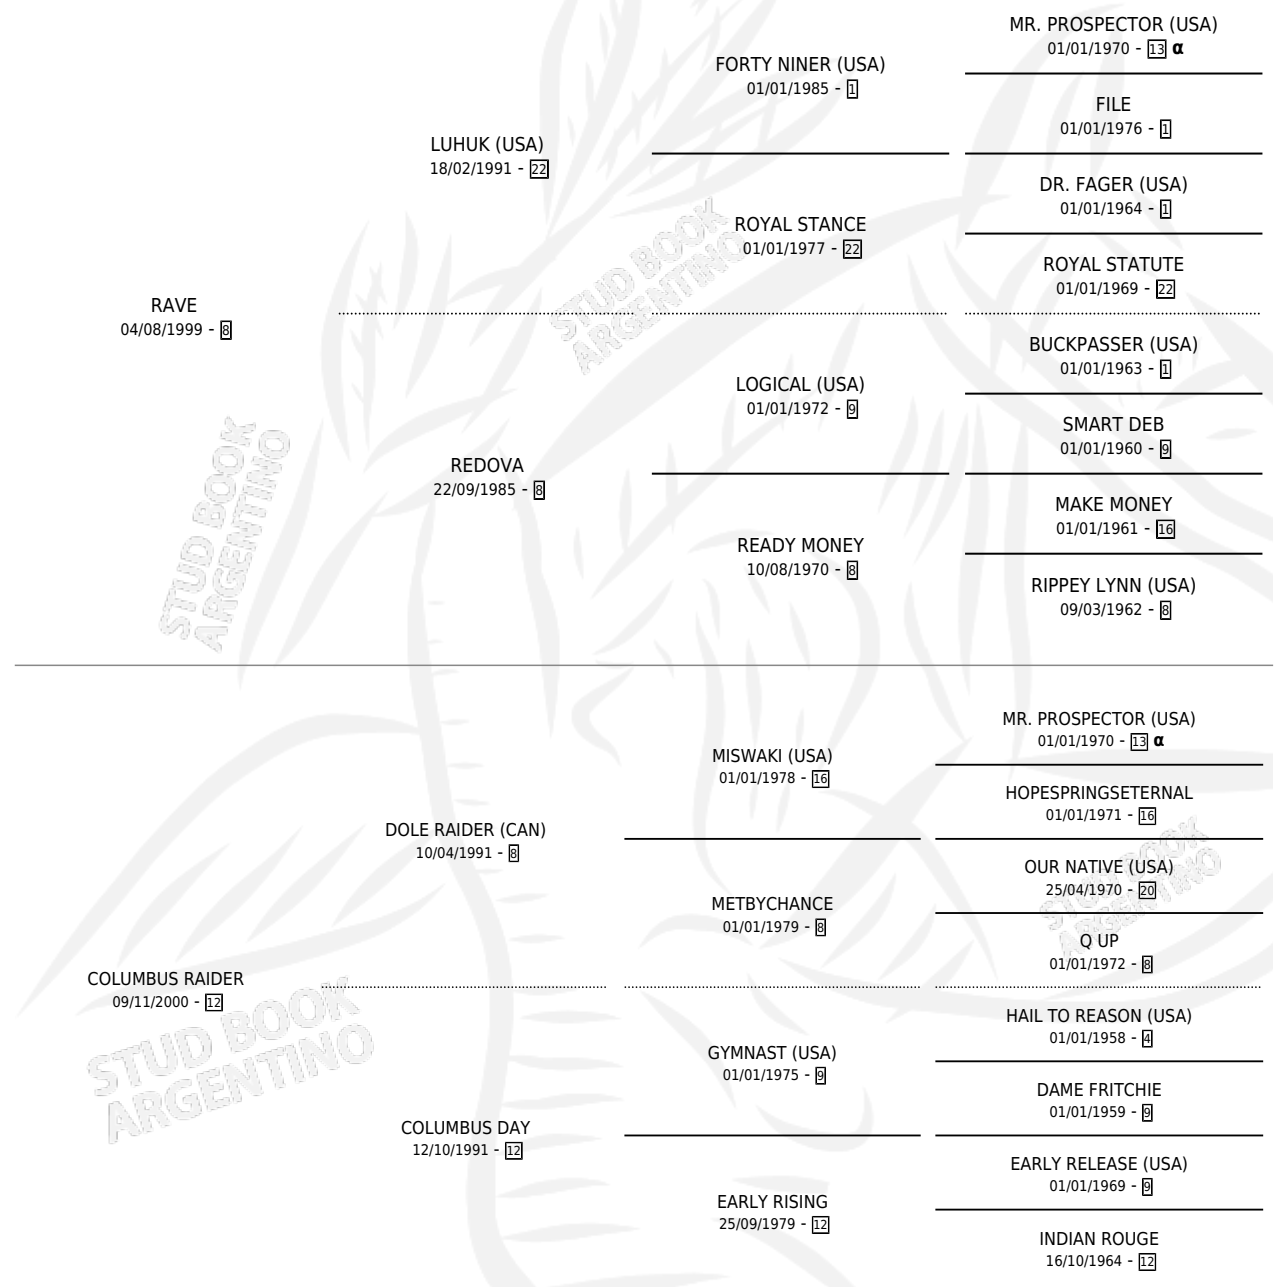 MR. PROSPECTOR (USA)
01/01/1970 - 13 α
FORTY NINER (USA)
01/01/1985 - 1
FILE
01/01/1976 - 1
LUHUK (USA)
18/02/1991 - 22
DR. FAGER (USA)
01/01/1964 - 1
ROYAL STANCE
01/01/1977 - 22
ROYAL STATUTE
01/01/1969 - 22
RAVE
04/08/1999 - 8
BUCKPASSER (USA)
01/01/1963 - 1
LOGICAL (USA)
01/01/1972 - 9
SMART DEB
01/01/1960 - 9
REDOVA
22/09/1985 - 8
MAKE MONEY
01/01/1961 - 16
READY MONEY
10/08/1970 - 8
RIPPEY LYNN (USA)
09/03/1962 - 8
MR. PROSPECTOR (USA)
01/01/1970 - 13 α
MISWAKI (USA)
01/01/1978 - 16
HOPESPRINGSETERNAL
01/01/1971 - 16
DOLE RAIDER (CAN)
10/04/1991 - 8
OUR NATIVE (USA)
25/04/1970 - 20
METBYCHANCE
01/01/1979 - 8
Q UP
01/01/1972 - 8
COLUMBUS RAIDER
09/11/2000 - 12
HAIL TO REASON (USA)
01/01/1958 - 4
GYMNAST (USA)
01/01/1975 - 9
DAME FRITCHIE
01/01/1959 - 9
COLUMBUS DAY
12/10/1991 - 12
EARLY RELEASE (USA)
01/01/1969 - 9
EARLY RISING
25/09/1979 - 12
INDIAN ROUGE
16/10/1964 - 12
STUD BOOK
ARGENTINO
STUD BOOK
ARGENTINO
STUD BOOK
ARGENTINO
STUD BOOK
ARGENTINO